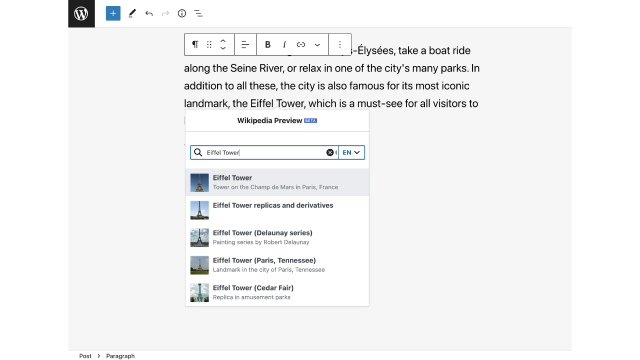 B I
-Élysées, take a boat ride
along the Seine River, or relax in one of the city's many parks. In
addition to all these, the city is also famous for its most iconic
landmark, the Eiffel Tower, which is a must-see for all visitors to
Wikipedia Preview BETA
Eiffel Tower
EN
Eiffel Tower
Tower on the Champ de Mars in Paris, France
Eiffel Tower replicas and derivatives
Eiffel Tower (Delaunay series)
Painting series by Robert Delaunay
Eiffel Tower (Paris, Tennessee)
Landmark in the city of Paris, Tennessee
Eiffel Tower (Cedar Fair)
Replica in amusement parks
Post > Paragraph